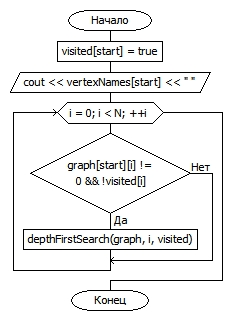 Начало
visited[start] = true
cout << vertexNames[start] << " "
i = 0; i < N; ++i
graph[start][i] !=
0 && !visited[i]
Нет
Да
depthFirstSearch(graph, i, visited)
Конец